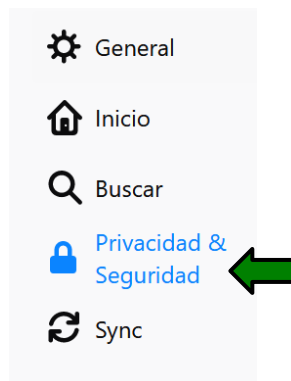 General
Inicio
Buscar
Privacidad &
Seguridad
Sync